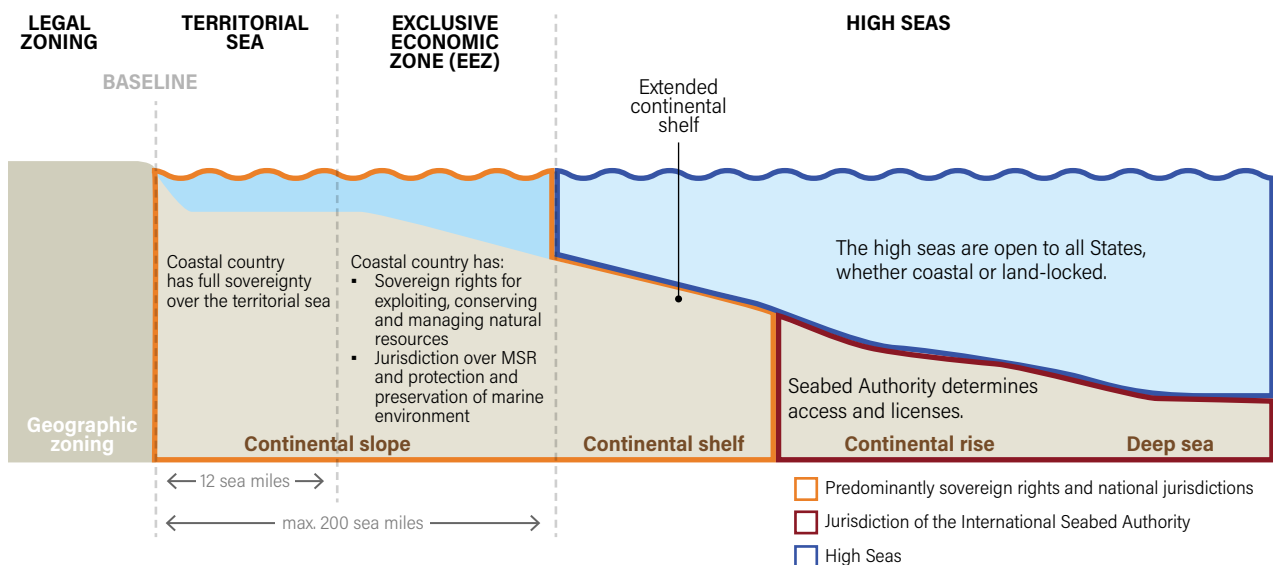 LEGAL
ZONING
TERRITORIAL
SEA
EXCLUSIVE
ECONOMIC
ZONE (EEZ)
HIGH SEAS
BASELINE
Extended
continental
shelf
Coastal country
has full sovereignty
over the territorial sea
Coastal country has:
▪ Sovereign rights for
exploiting, conserving
and managing natural
resources
▪ Jurisdiction over MSR
and protection and
preservation of marine
environment
The high seas are open to all States,
whether coastal or land-locked.
Seabed Authority determines
access and licenses.
Geographic
zoning
Continental slope
Continental shelf
Continental rise
Deep sea
12 sea miles
max. 200 sea miles
Predominantly sovereign rights and national jurisdictions
Jurisdiction of the International Seabed Authority
High Seas